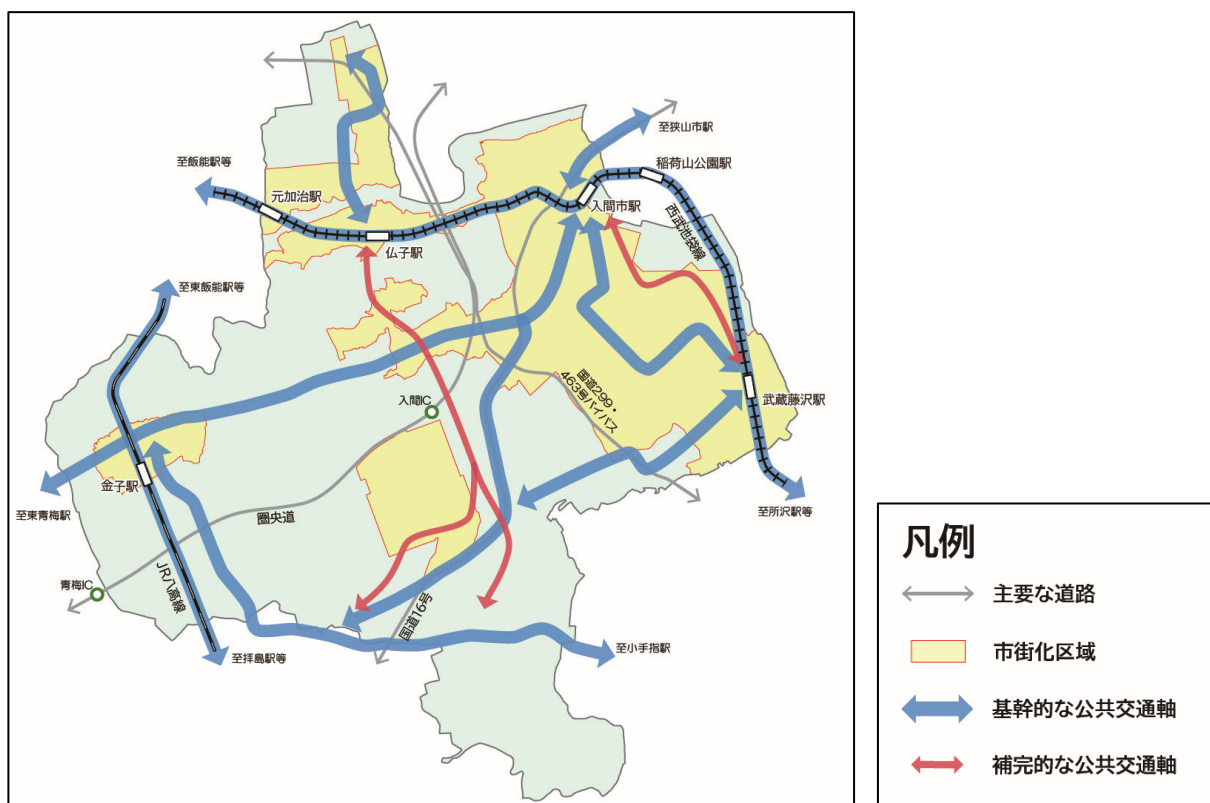 至狭山市駅
稲荷山公園駅
至飯能駅等
元加治駅
入間市駅
西武池袋線
仏子駅
至東飯能駅等
国道299・
463号バイパス
入間IC
武蔵藤沢駅
金子駅
至東青梅駅
圏央道
至所沢駅等
青梅IC
JR八高線
国道16号
至拝島駅等
至小手指駅
凡例
主要な道路
市街化区域
基幹的な公共交通軸
補完的な公共交通軸